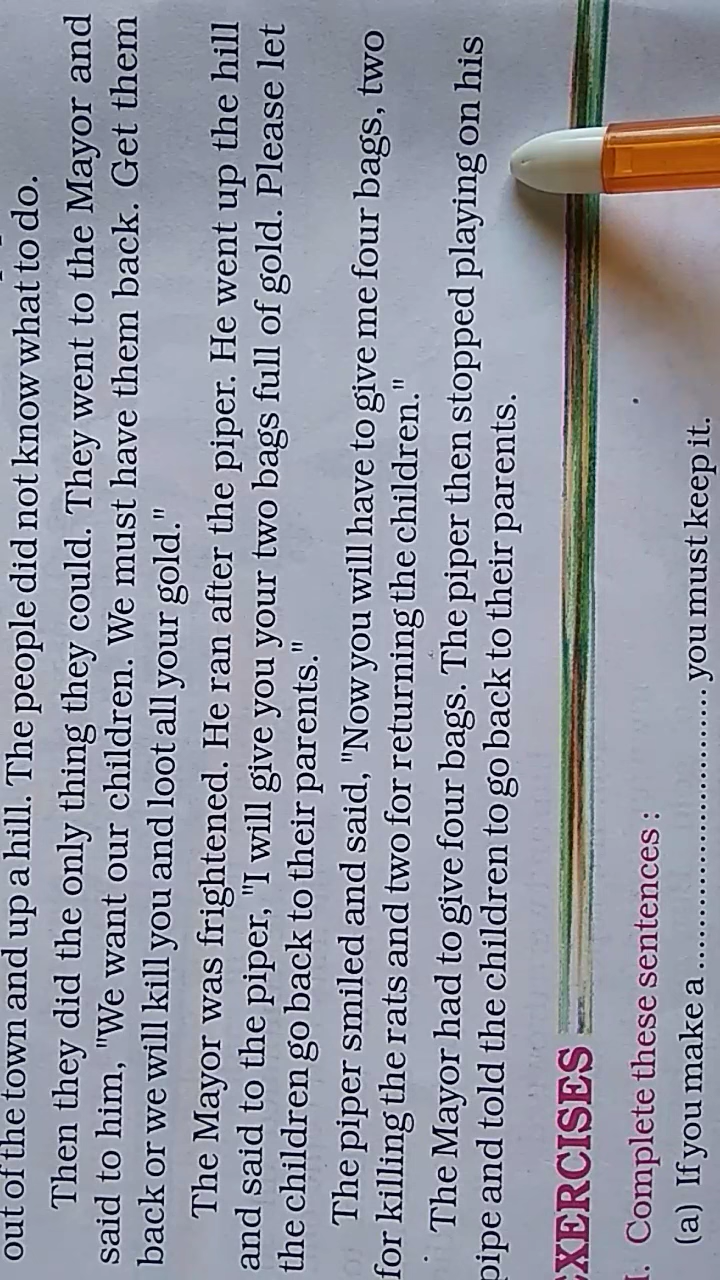 out of the town and up a hill. The people did not know what to do.
Then they did the only thing they could. They went to the Mayor and
said to him, "We want our children. We must have them back. Get them
back or we will kill you and loot all your gold."
The Mayor was frightened. He ran after the piper. He went up the hill
and said to the piper, "I will give you your two bags full of gold. Please let
the children go back to their parents."
The piper smiled and said, "Now you will have to give me four bags, two
for killing the rats and two for returning the children."
The Mayor had to give four bags. The piper then stopped playing on his
pipe and told the children to go back to their parents.
EXERCISES
Complete these sentences :
(a) If you make a ................................ you must keep it.